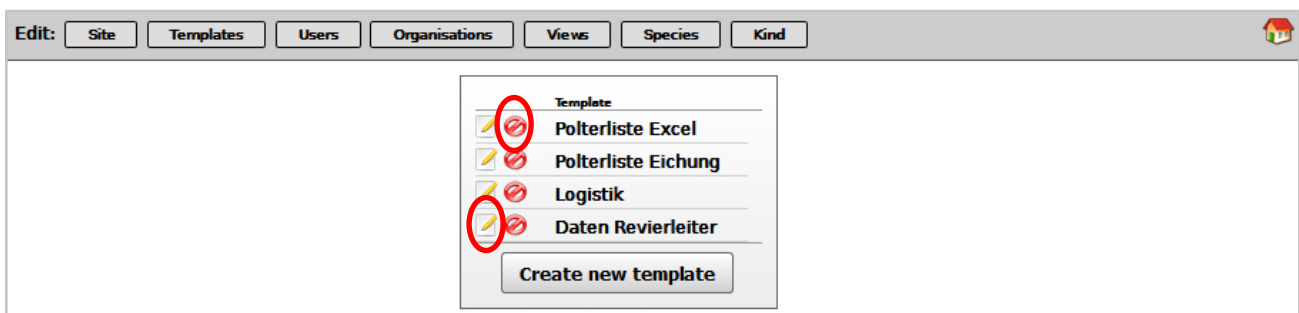 Edit: Site Templates Users Organisations Views Species Kind
Template
Polterliste Excel
Polterliste Eichung
Logistik
Daten Revierleiter
Create new template